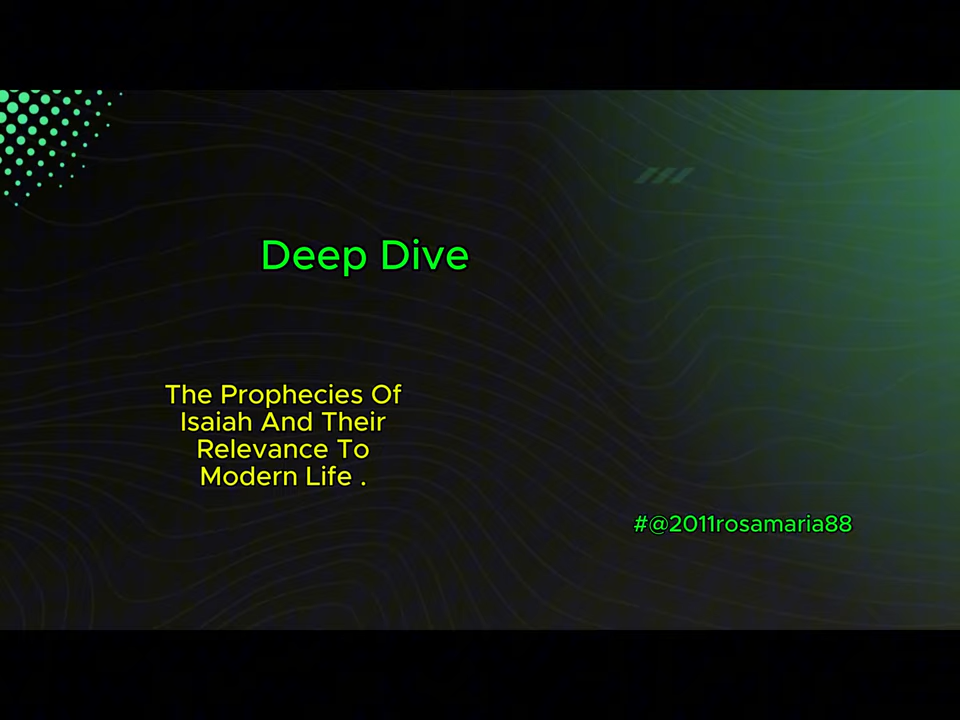 Deep Dive
The Prophecies Of
Isaiah And Their
Relevance To
Modern Life .
#@2011rosamaria88